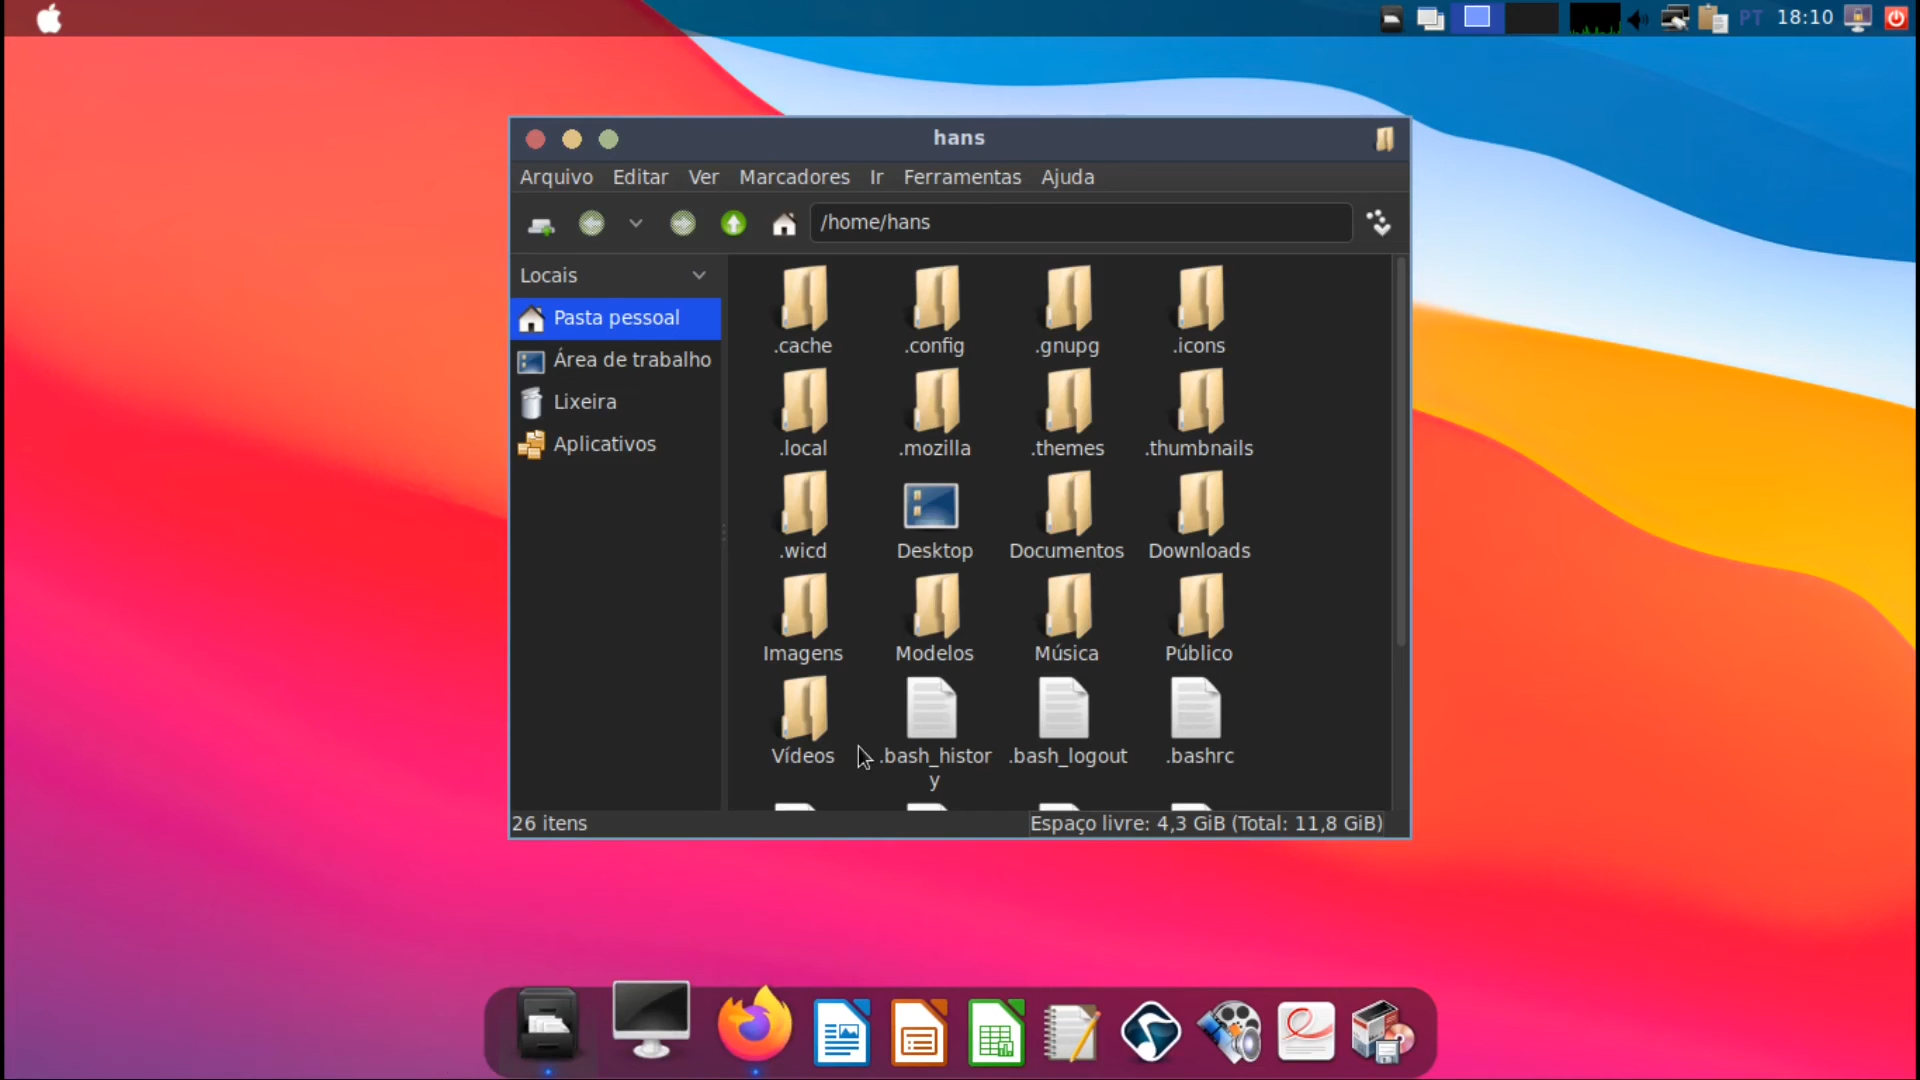 PT 18:10
hans
Arquivo Editar Ver Marcadores Ir Ferramentas Ajuda
/home/hans
Locais
Pasta pessoal
Área de trabalho
Lixeira
Aplicativos
.cache .config .gnupg .icons
.local .mozilla .themes .thumbnails
.wicd Desktop Documentos Downloads
Imagens Modelos Música Público
Vídeos .bash_histor .bash_logout .bashrc
y
26 itens Espaço livre: 4,3 GiB (Total: 11,8 GiB)